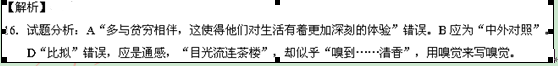 【解析】
16. 试题分析：A“多与贫穷相伴，这使得他们对生活有着更加深刻的体验”错误。B应为“中外对照”。
D“比拟”错误，应是通感，“目光流连茶楼”，却似乎“嗅到……清香”，用嗅觉来写嗅觉。